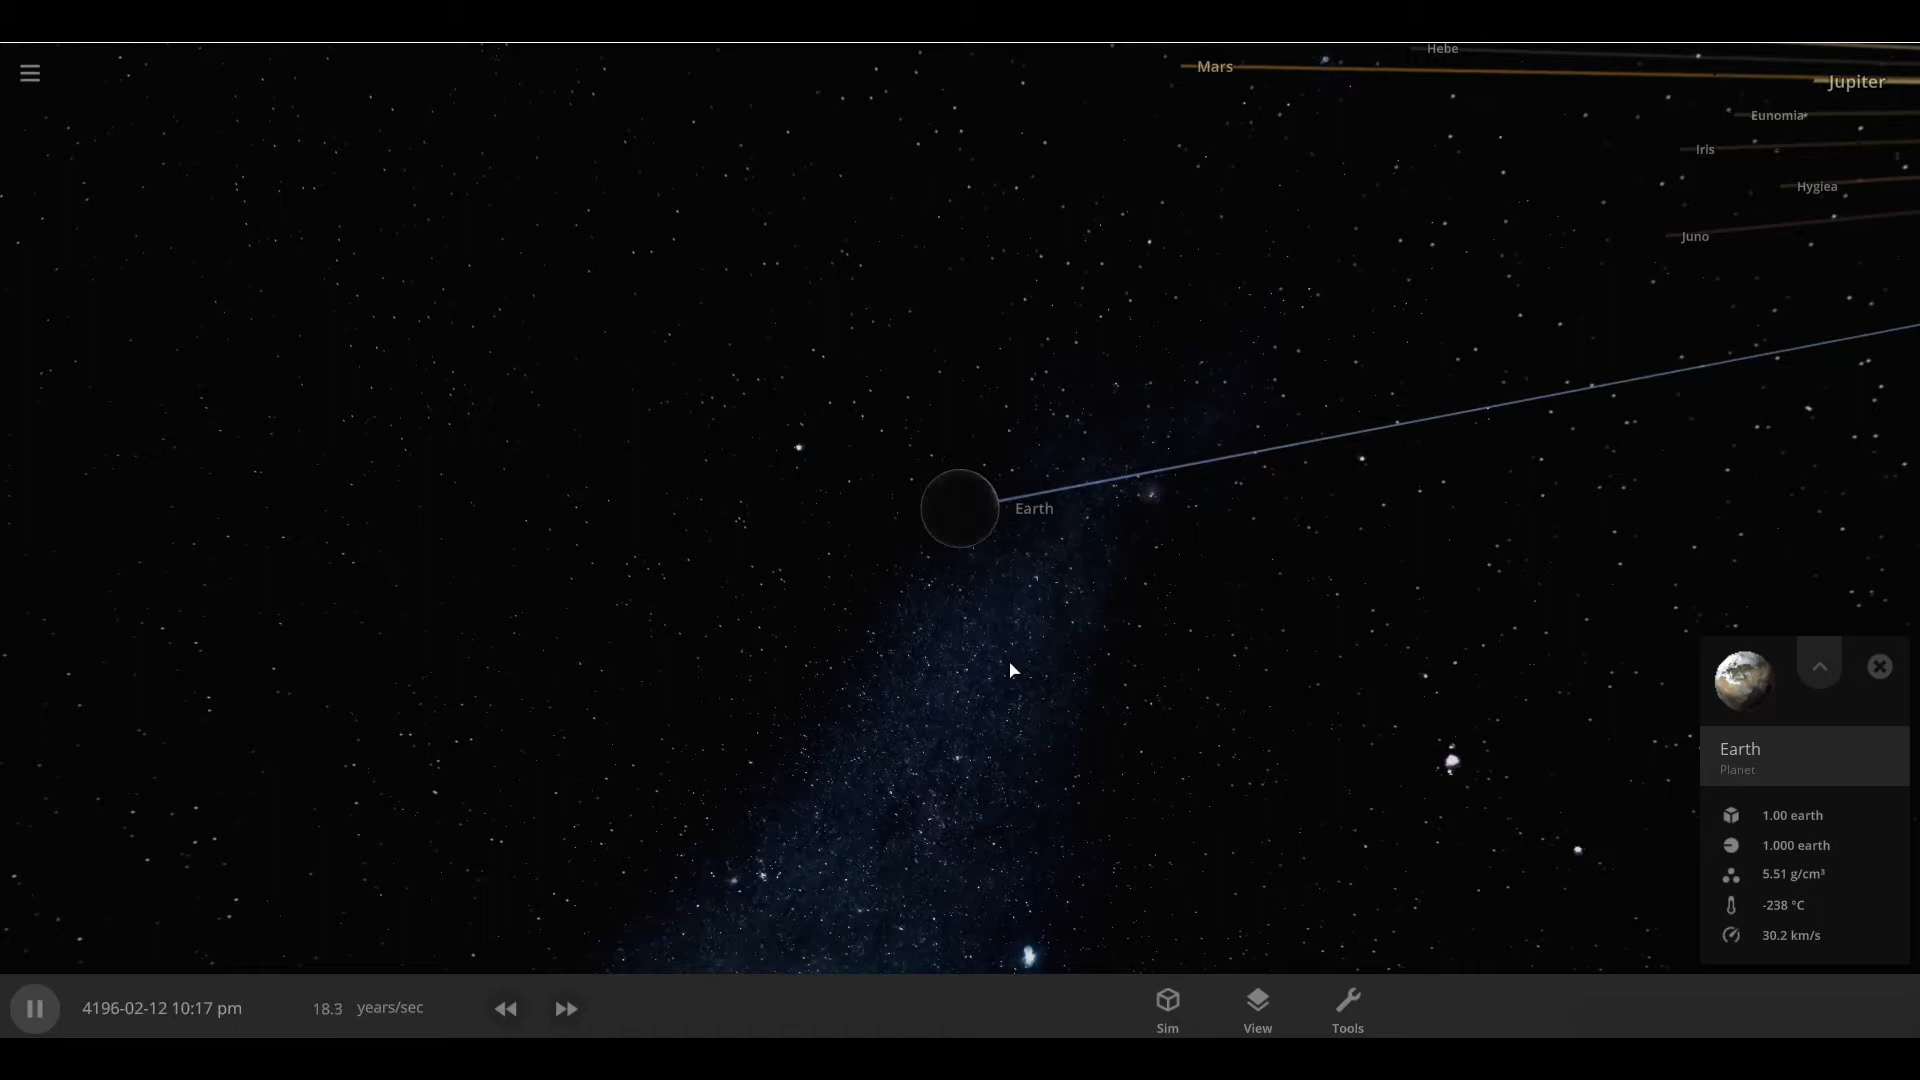 Hebe
Mars
Jupiter
Eunomia
Iris
Hygiea
Juno
Earth
Earth
Planet
1.00 earth
1.000 earth
5.51 g/cm³
-238 °C
30.2 km/s
4196-02-12 10:17 pm
18.3 years/sec
Sim
View
Tools